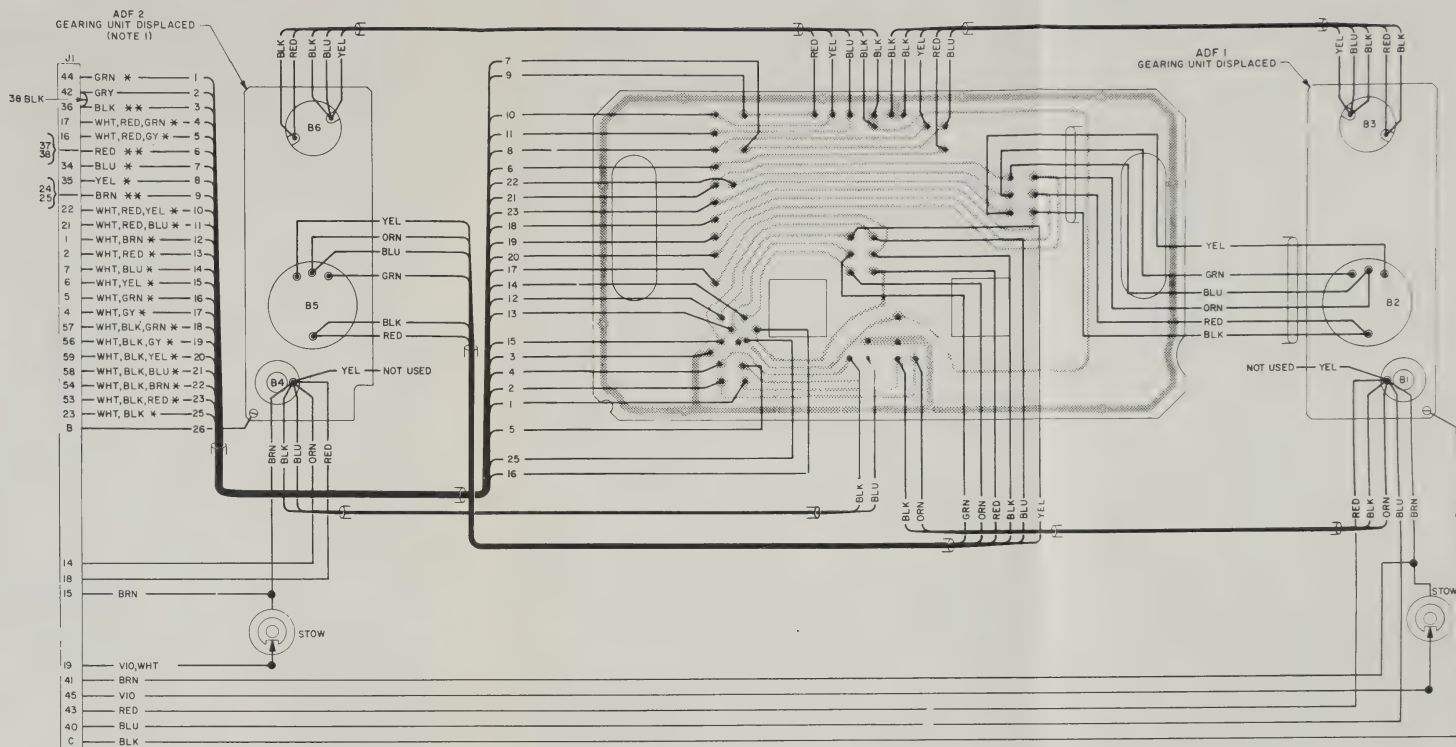 ADF 2
GEARING UNIT DISPLACED
(NOTE 1)
J1
44 GRN * 1
42 GRY 2
38 BLK
36 BLK ** 3
17 WHT,RED,GRN * 4
16 WHT,RED,GY * 5
37
38
RED ** 6
34 BLU * 7
35 YEL * 8
24
25
BRN ** 9
22 WHT,RED,YEL * 10
21 WHT,RED,BLU * 11
1 WHT,BRN * 12
2 WHT,RED * 13
7 WHT,BLU * 14
6 WHT,YEL * 15
5 WHT,GRN * 16
4 WHT,GY * 17
57 WHT,BLK,GRN * 18
56 WHT,BLK,GY * 19
59 WHT,BLK,YEL * 20
58 WHT,BLK,BLU * 21
54 WHT,BLK,BRN * 22
53 WHT,BLK,RED * 23
23 WHT,BLK * 25
B 26
14
18
15 BRN
19 VIO,WHT
41 BRN
45 VIO
43 RED
40 BLU
C BLK
STOW
BLK RED BLK BLU YEL
B6
B5
YEL
ORN
BLU
GRN
BLK
RED
B4
YEL NOT USED
BRN BLK BLU ORN RED
7
9
10
11
8
6
22
21
23
18
19
20
17
14
12
13
15
3
4
2
1
5
25
16
RED YEL BLU BLK BLK BLK YEL RED BLU
BLK BLU BLK ORN GRN ORN RED BLK BLU YEL
ADF 1
GEARING UNIT DISPLACED
YEL BLU BLK RED BLK
B3
YEL
GRN
BLU
ORN
RED
BLK
B2
NOT USED YEL
B1
RED BLK ORN BLU BRN
STOW